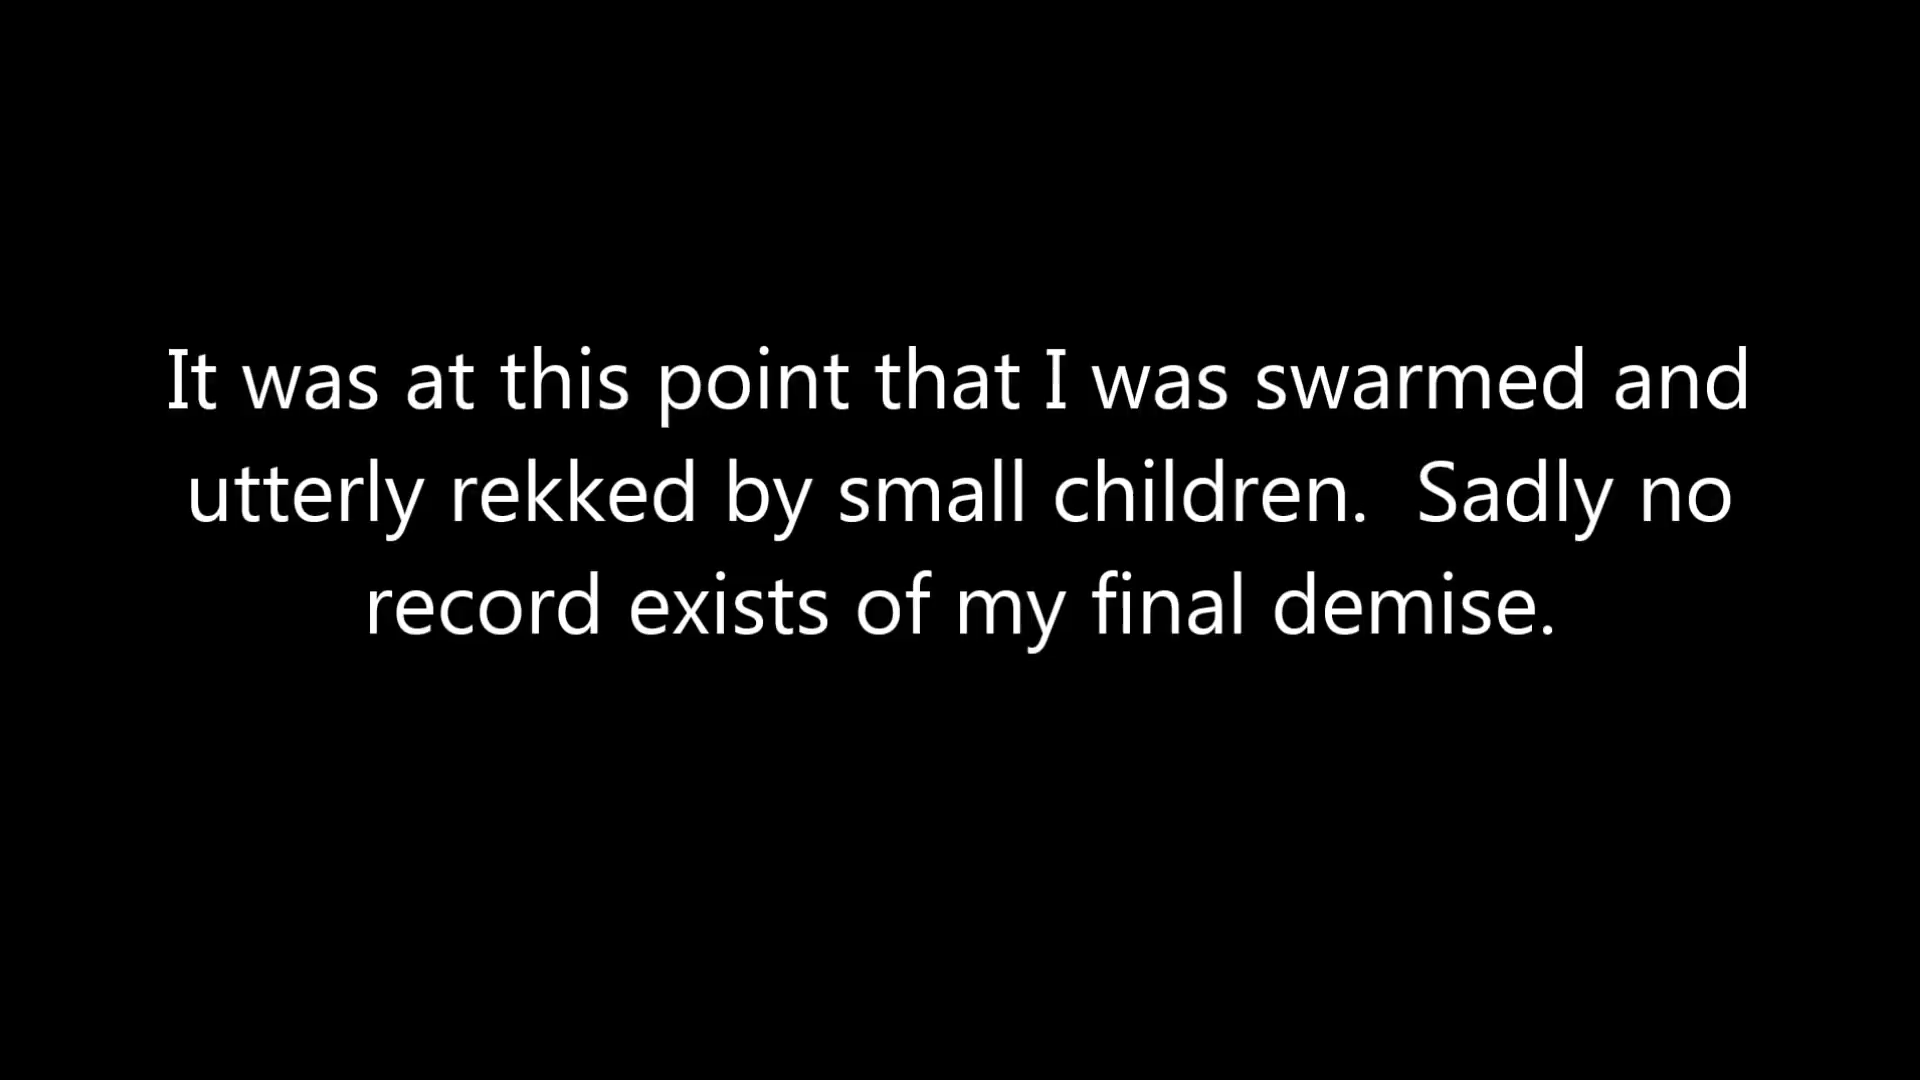 It was at this point that I was swarmed and
utterly rekked by small children.  Sadly no
record exists of my final demise.